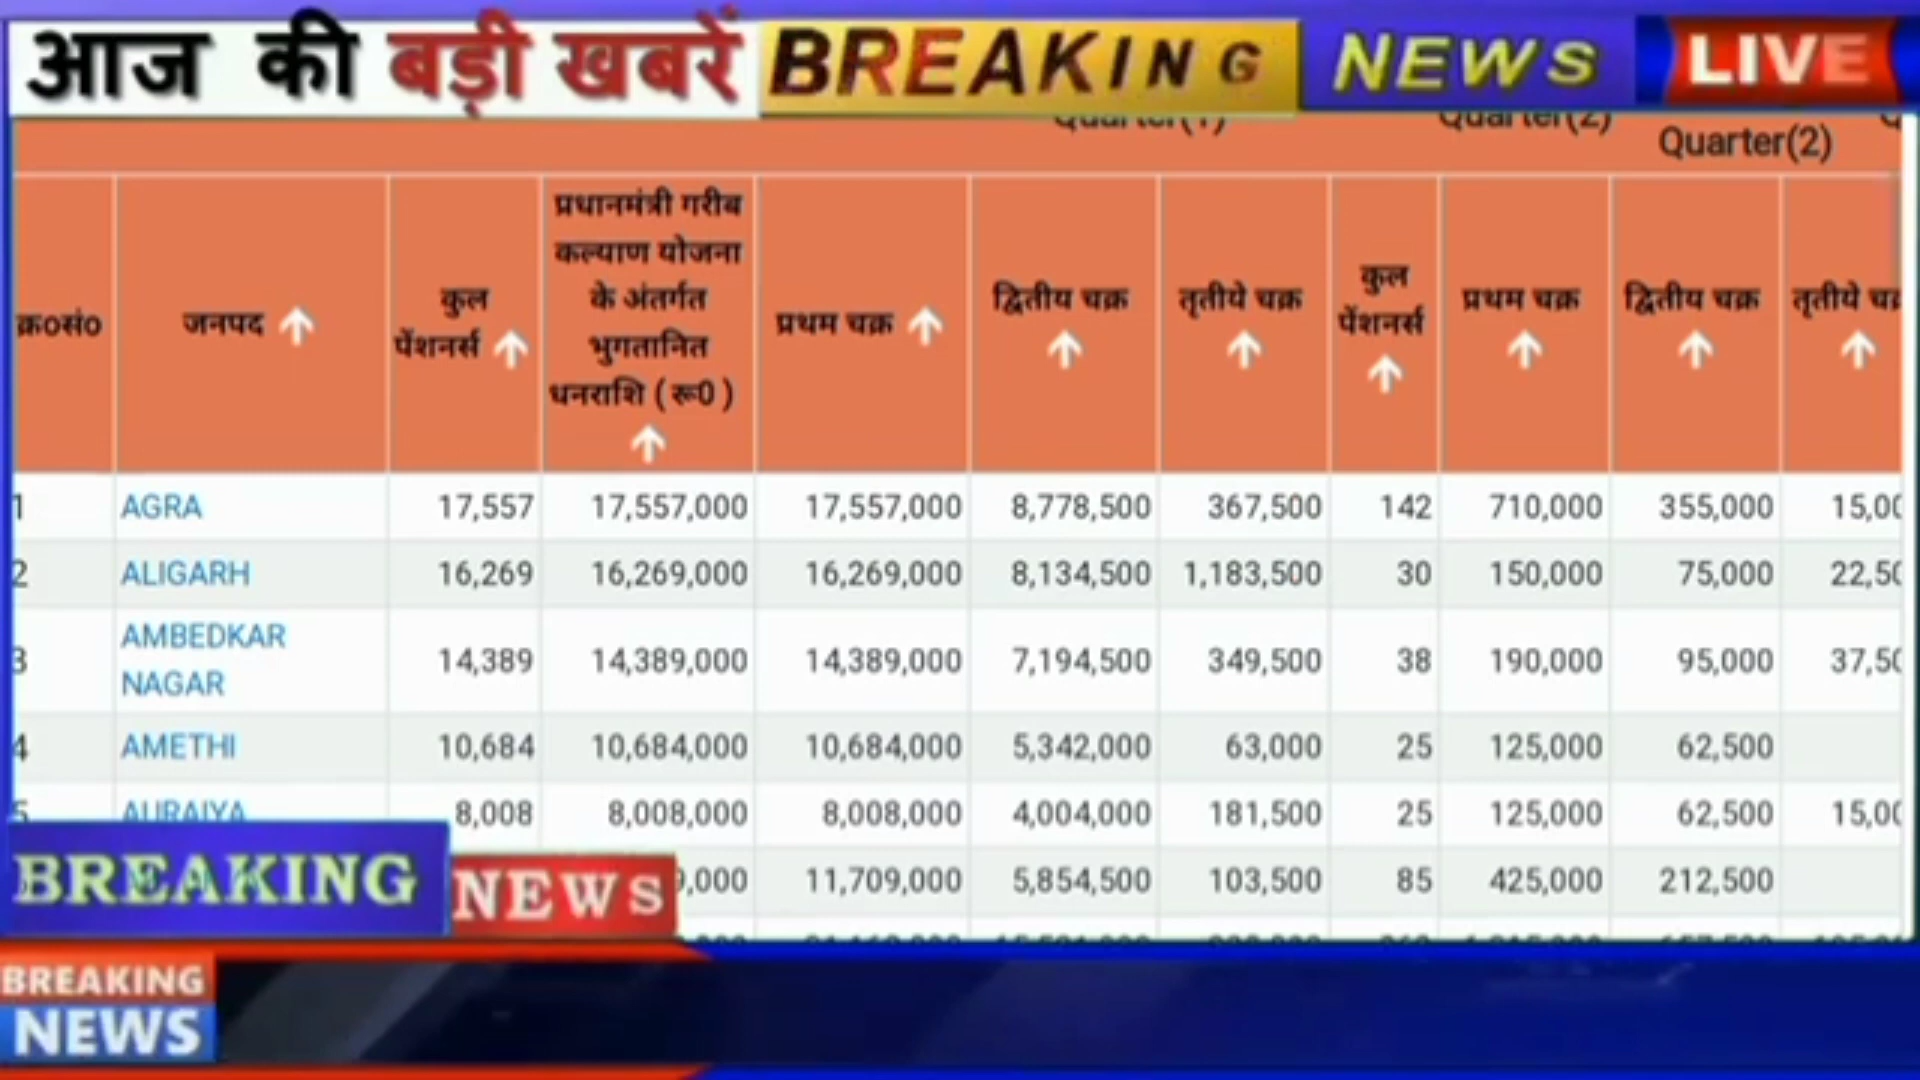 आज की बड़ी खबरें BREAKING NEWS LIVE
Quarter(1) Quarter(2)
Quarter(2)
क्र०सं० जनपद कुल पेंशनर्स प्रधानमंत्री गरीब कल्याण योजना के अंतर्गत भुगतानित धनराशि ( रू0 ) प्रथम चक्र द्वितीय चक्र तृतीये चक्र कुल पेंशनर्स प्रथम चक्र द्वितीय चक्र तृतीये
1 AGRA 17,557 17,557,000 17,557,000 8,778,500 367,500 142 710,000 355,000
2 ALIGARH 16,269 16,269,000 16,269,000 8,134,500 1,183,500 30 150,000 75,000
3 AMBEDKAR NAGAR 14,389 14,389,000 14,389,000 7,194,500 349,500 38 190,000 95,000
4 AMETHI 10,684 10,684,000 10,684,000 5,342,000 63,000 25 125,000 62,500
5 AURAIYA 8,008 8,008,000 8,008,000 4,004,000 181,500 25 125,000 62,500
11,709,000 5,854,500 103,500 85 425,000 212,500
BREAKING NEWS
BREAKING
NEWS